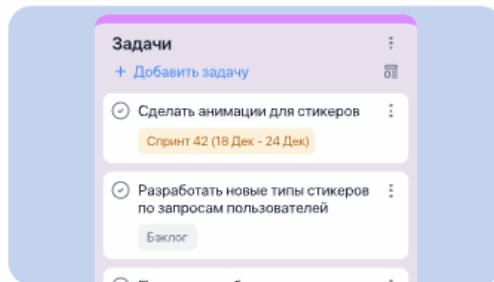 Задачи
+ Добавить задачу
Сделать анимации для стикеров
Спринт 42 (18 Дек - 24 Дек)
Разработать новые типы стикеров
по запросам пользователей
Бэклог